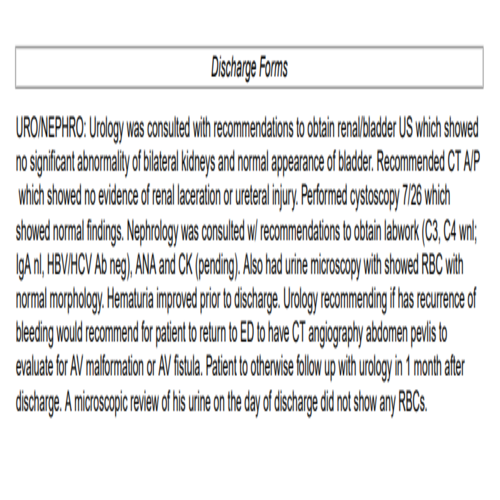 Discharge Forms
URO/NEPHRO: Urology was consulted with recommendations to obtain renal/bladder US which showed
no significant abnormality of bilateral kidneys and normal appearance of bladder. Recommended CT A/P
which showed no evidence of renal laceration or ureteral injury. Performed cystoscopy 7/26 which
showed normal findings. Nephrology was consulted w/ recommendations to obtain labwork (C3, C4 wnl;
IgA nl, HBV/HCV Ab neg), ANA and CK (pending). Also had urine microscopy with showed RBC with
normal morphology. Hematuria improved prior to discharge. Urology recommending if has recurrence of
bleeding would recommend for patient to return to ED to have CT angiography abdomen pevlis to
evaluate for AV malformation or AV fistula. Patient to otherwise follow up with urology in 1 month after
discharge. A microscopic review of his urine on the day of discharge did not show any RBCs.